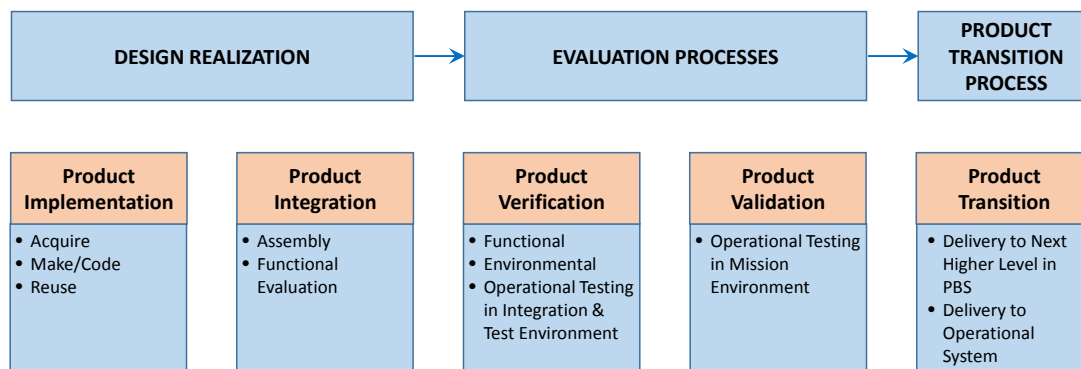 DESIGN REALIZATION
EVALUATION PROCESSES
PRODUCT
TRANSITION
PROCESS
Product
Implementation
• Acquire
• Make/Code
• Reuse
Product
Integration
• Assembly
• Functional
Evaluation
Product
Verification
• Functional
• Environmental
• Operational Testing
in Integration &
Test Environment
Product
Validation
• Operational Testing
in Mission
Environment
Product
Transition
• Delivery to Next
Higher Level in
PBS
• Delivery to
Operational
System